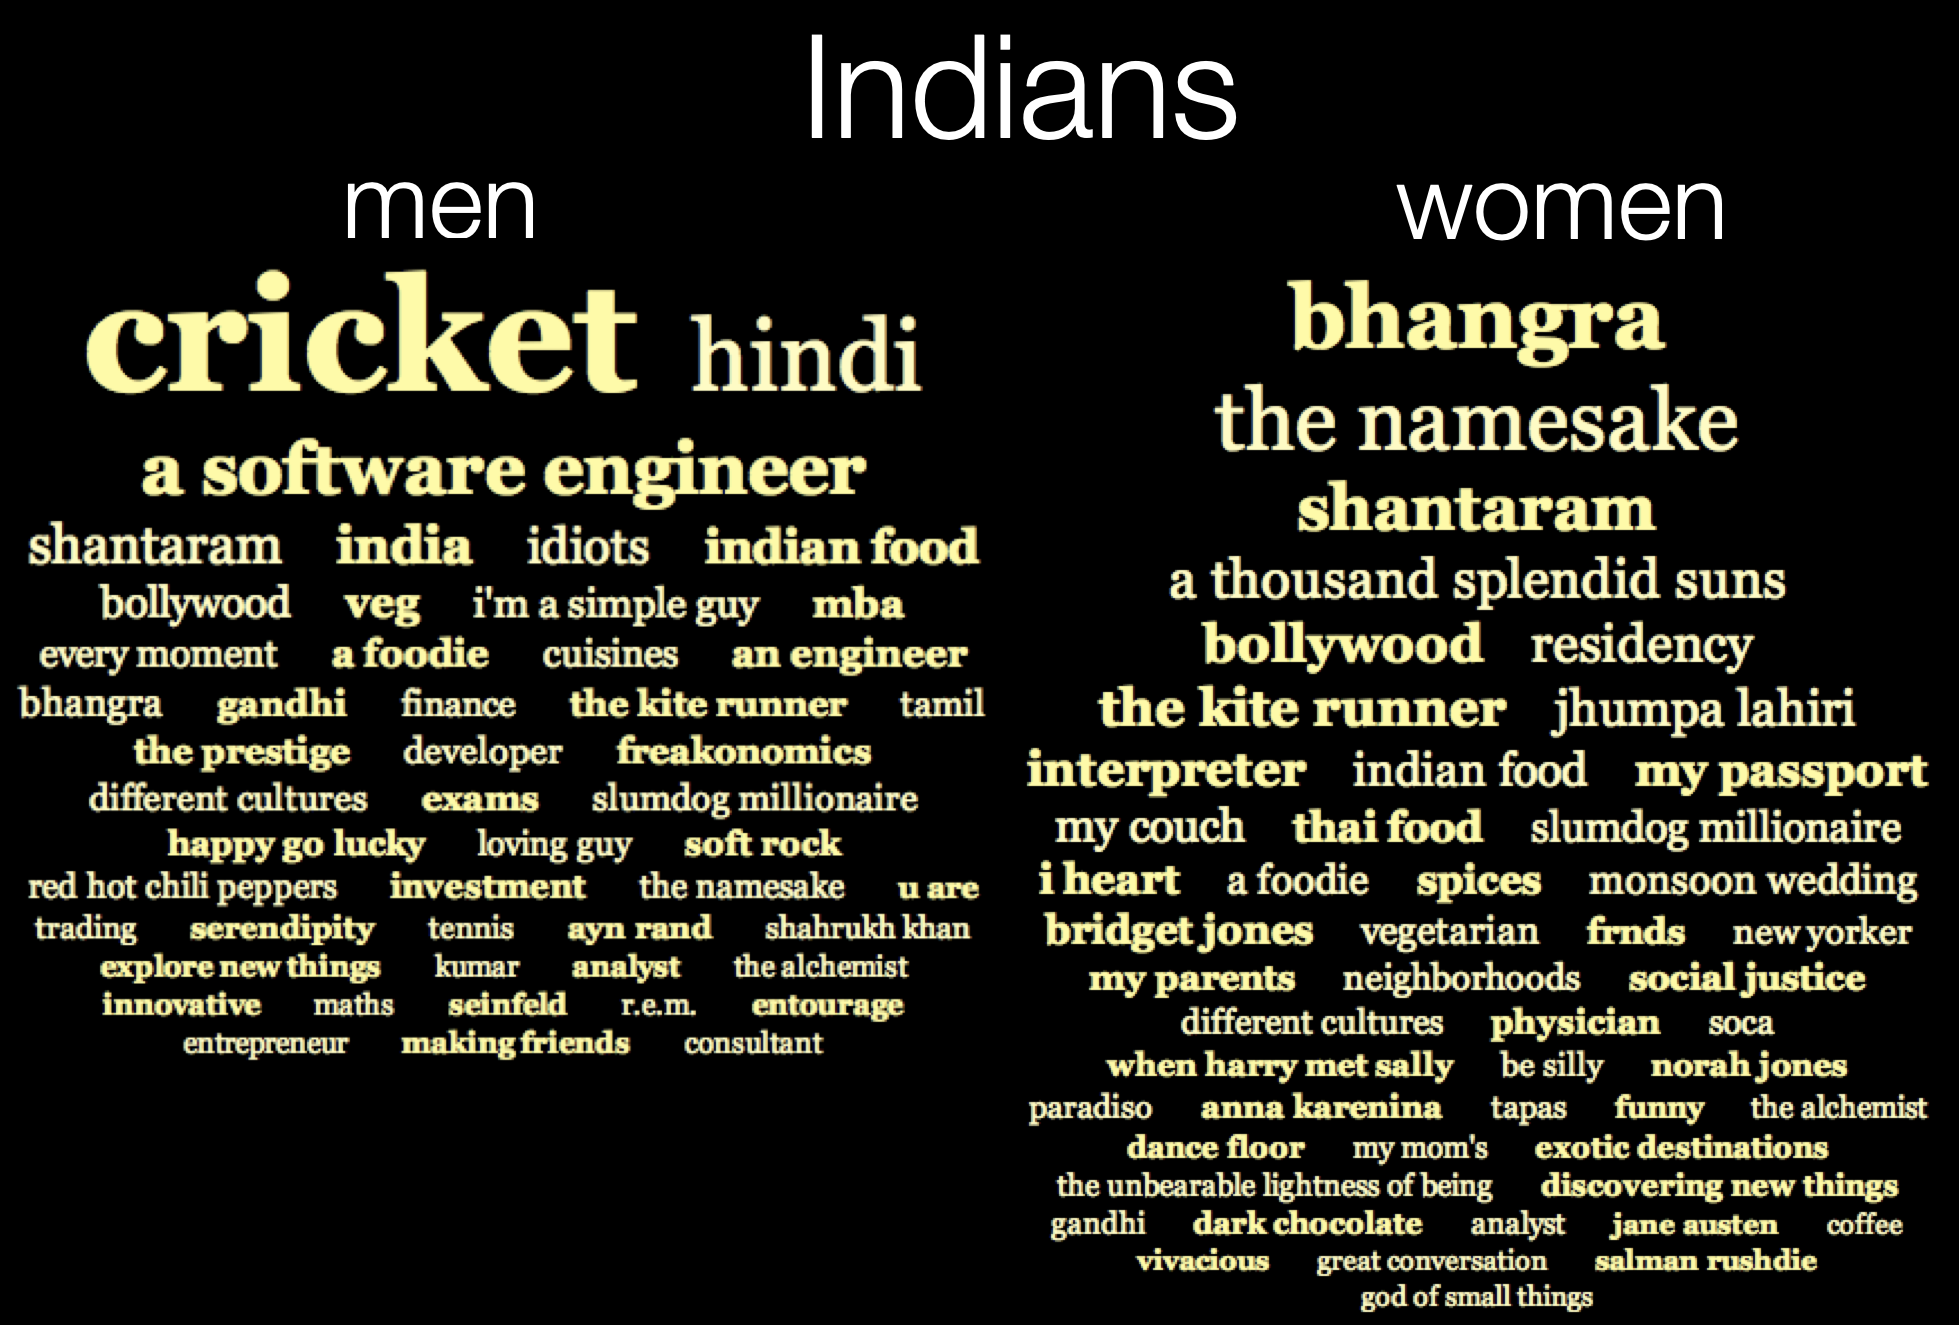 Indians
men
cricket hindi
a software engineer
shantaram india idiots indian food
bollywood veg i'm a simple guy mba
every moment a foodie cuisines an engineer
bhangra gandhi finance the kite runner tamil
the prestige developer freakonomics
different cultures exams slumdog millionaire
happy go lucky loving guy soft rock
red hot chili peppers investment the namesake u are
trading serendipity tennis ayn rand shahrukh khan
explore new things kumar analyst the alchemist
innovative maths seinfeld r.e.m. entourage
entrepreneur making friends consultant
women
bhangra
the namesake
shantaram
a thousand splendid suns
bollywood residency
the kite runner jhumpa lahiri
interpreter indian food my passport
my couch thai food slumdog millionaire
i heart a foodie spices monsoon wedding
bridget jones vegetarian frnds new yorker
my parents neighborhoods social justice
different cultures physician soca
when harry met sally be silly norah jones
paradiso anna karenina tapas funny the alchemist
dance floor my mom's exotic destinations
the unbearable lightness of being discovering new things
gandhi dark chocolate analyst jane austen coffee
vivacious great conversation salman rushdie
god of small things